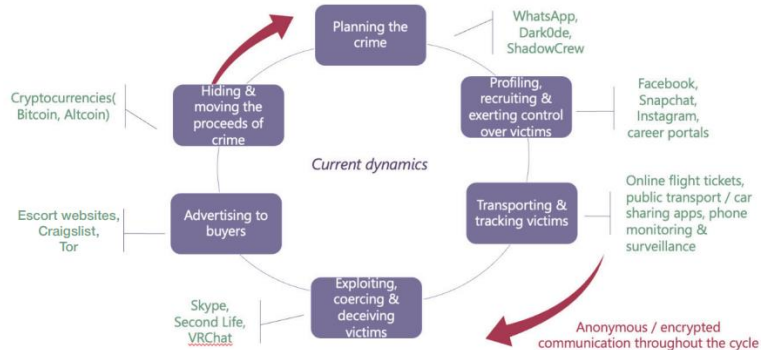 Planning the
crime
WhatsApp,
Dark0de,
ShadowCrew
Profiling,
recruiting &
exerting control
over victims
Facebook,
Snapchat,
Instagram,
career portals
Transporting &
tracking victims
Online flight tickets,
public transport / car
sharing apps, phone
monitoring &
surveillance
Exploiting,
coercing &
deceiving
victims
Skype,
Second Life,
VRChat
Advertising to
buyers
Escort websites,
Craigslist,
Tor
Hiding &
moving the
proceeds of
crime
Cryptocurrencies(
Bitcoin, Altcoin)
Current dynamics
Anonymous / encrypted
communication throughout the cycle